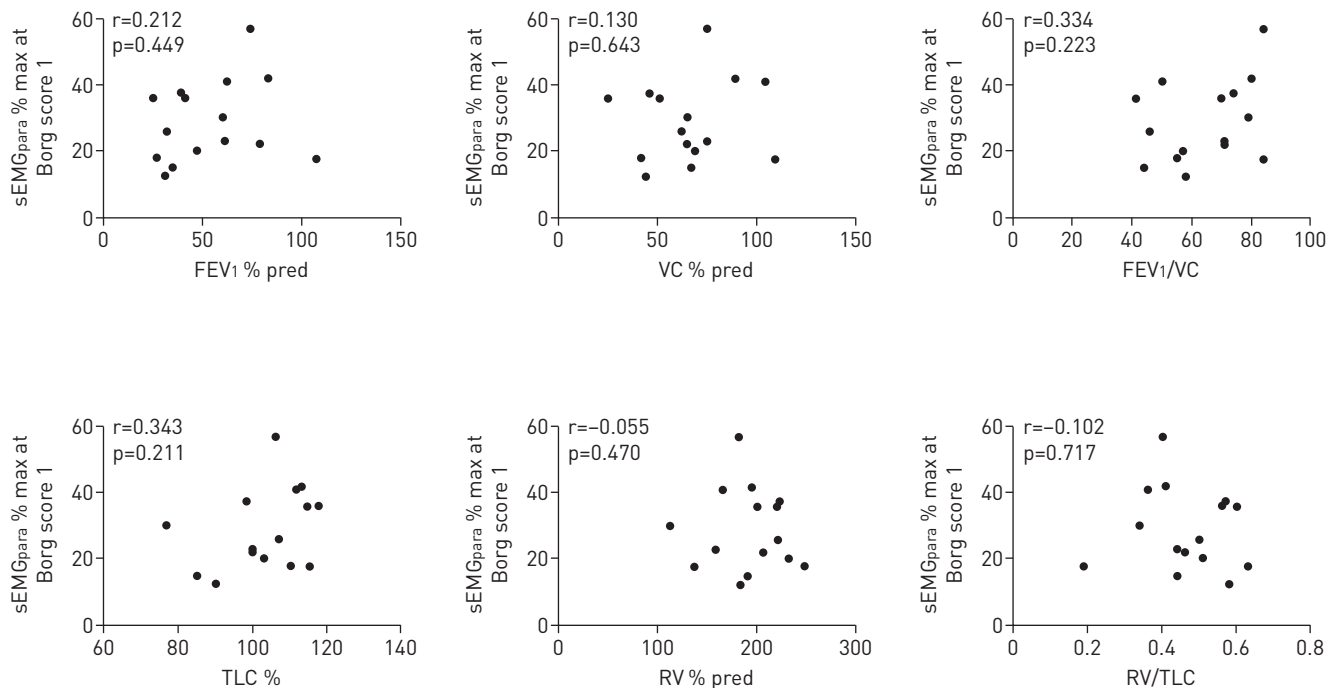 sEMGpara % max at
Borg score 1
r=0.212
p=0.449
60
40
20
0
0 50 100 150
FEV1 % pred
sEMGpara % max at
Borg score 1
r=0.130
p=0.643
60
40
20
0
0 50 100 150
VC % pred
sEMGpara % max at
Borg score 1
r=0.334
p=0.223
60
40
20
0
0 20 40 60 80 100
FEV1/VC
sEMGpara % max at
Borg score 1
r=0.343
p=0.211
60
40
20
0
60 80 100 120 140
TLC %
sEMGpara % max at
Borg score 1
r=−0.055
p=0.470
60
40
20
0
0 100 200 300
RV % pred
sEMGpara % max at
Borg score 1
r=−0.102
p=0.717
60
40
20
0
0 0.2 0.4 0.6 0.8
RV/TLC